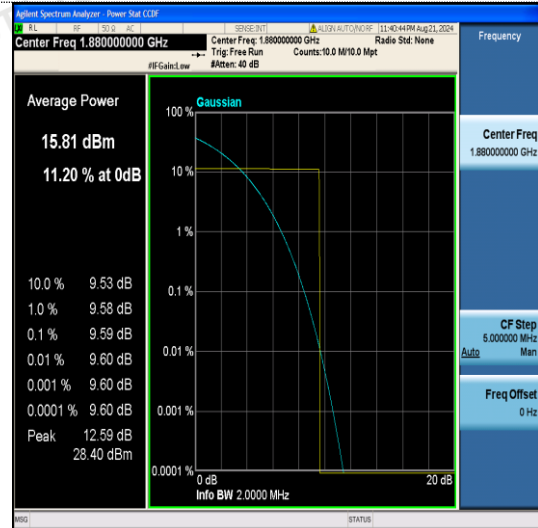 Agilent Spectrum Analyzer - Power Stat CCDF
RL RF 50 Ω AC SENSE:INT ALIGN AUTO/NO RF 11:40:44 PM Aug 21, 2024
Center Freq 1.880000000 GHz
Center Freq: 1.880000000 GHz Radio Std: None
Trig: Free Run Counts:10.0 M/10.0 Mpt
#IFGain:Low #Atten: 40 dB
Frequency
Average Power
15.81 dBm
11.20 % at 0dB
10.0 % 9.53 dB
1.0 % 9.58 dB
0.1 % 9.59 dB
0.01 % 9.60 dB
0.001 % 9.60 dB
0.0001 % 9.60 dB
Peak 12.59 dB
28.40 dBm
Gaussian
100 %
10 %
1 %
0.1 %
0.01 %
0.001 %
0.0001 %
0 dB 20 dB
Info BW 2.0000 MHz
Center Freq
1.880000000 GHz
CF Step
5.000000 MHz
Auto Man
Freq Offset
0 Hz
MSG STATUS